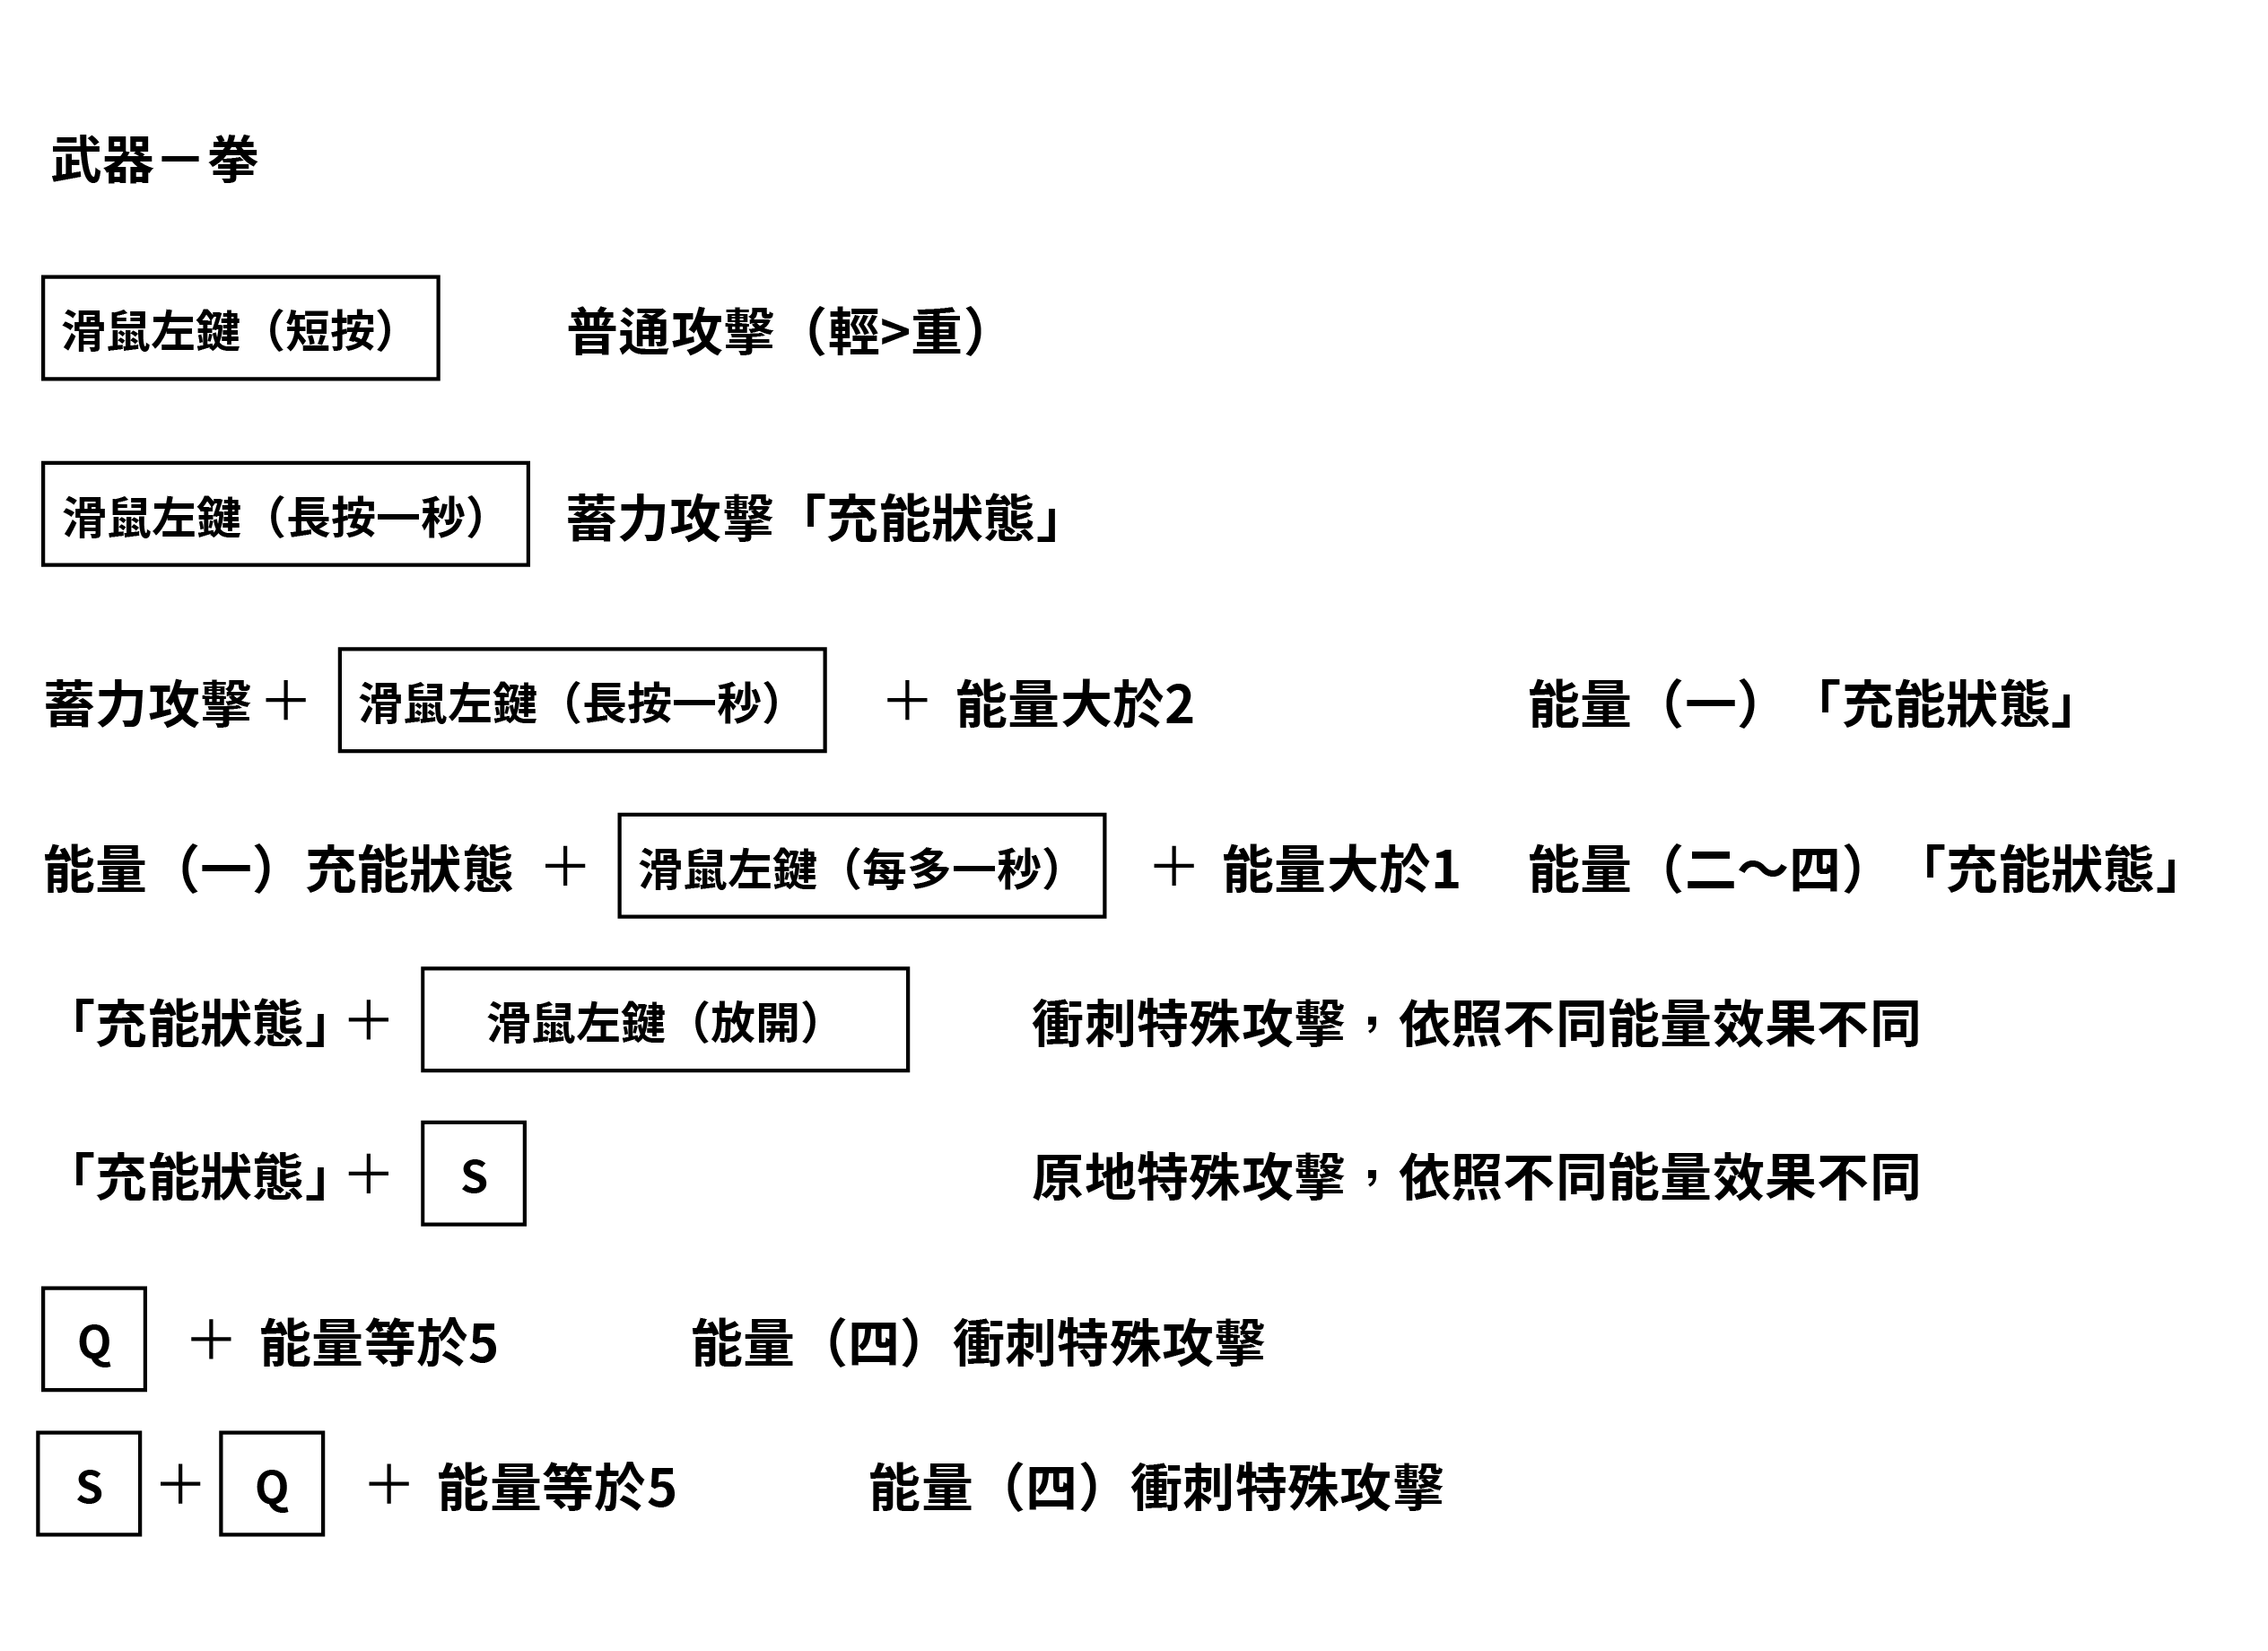 武器－拳
滑鼠左鍵（短按） 普通攻擊（輕>重）
滑鼠左鍵（長按一秒） 蓄力攻擊「充能狀態」
蓄力攻擊＋ 滑鼠左鍵（長按一秒） ＋ 能量大於2 能量（一）「充能狀態」
能量（一）充能狀態 ＋ 滑鼠左鍵（每多一秒） ＋ 能量大於1 能量（二～四）「充能狀態」
「充能狀態」＋ 滑鼠左鍵（放開） 衝刺特殊攻擊，依照不同能量效果不同
「充能狀態」＋ S 原地特殊攻擊，依照不同能量效果不同
Q ＋ 能量等於5 能量（四）衝刺特殊攻擊
S ＋ Q ＋ 能量等於5 能量（四）衝刺特殊攻擊